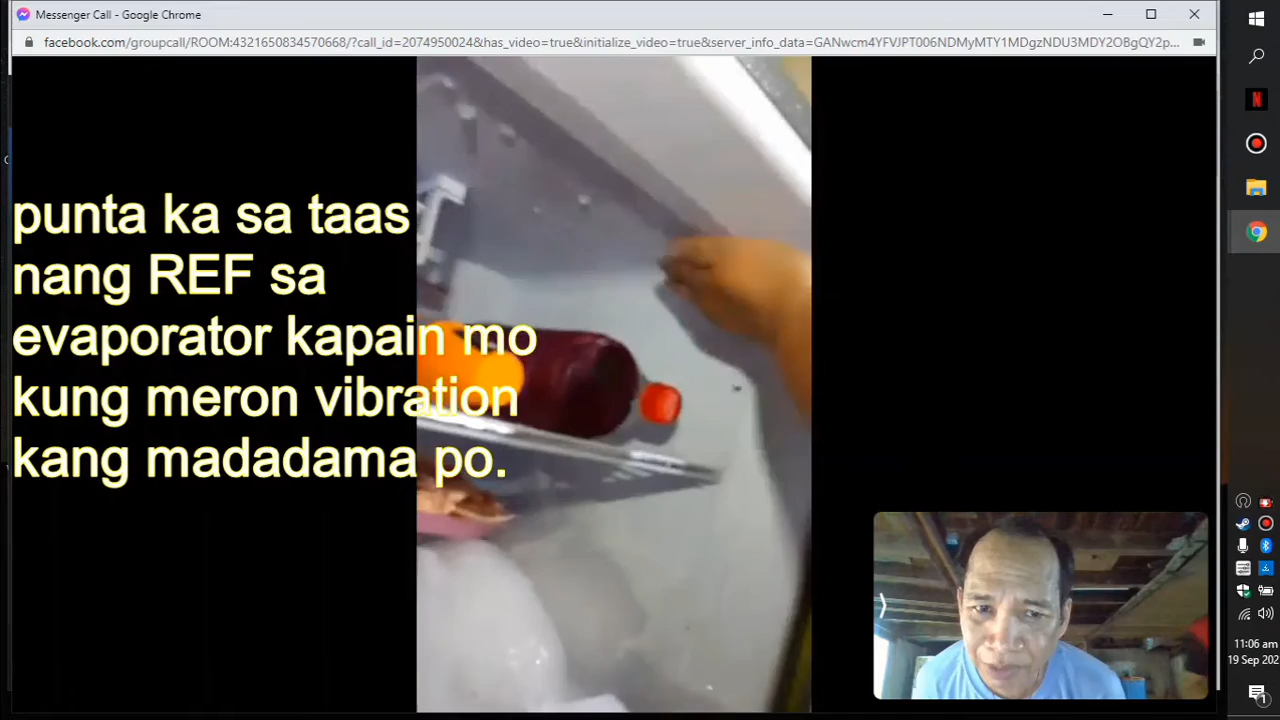 Messenger Call - Google Chrome
facebook.com/groupcall/ROOM:4321650834570668/?call_id=2074950024&has_video=true&initialize_video=true&server_info_data=GANwcm4YFVJPT006NDMyMTY1MDgzNDU3MDY2OBgQY2p...
punta ka sa taas
nang REF sa
evaporator kapain mo
kung meron vibration
kang madadama po.
N
11:06 am
19 Sep 202
1